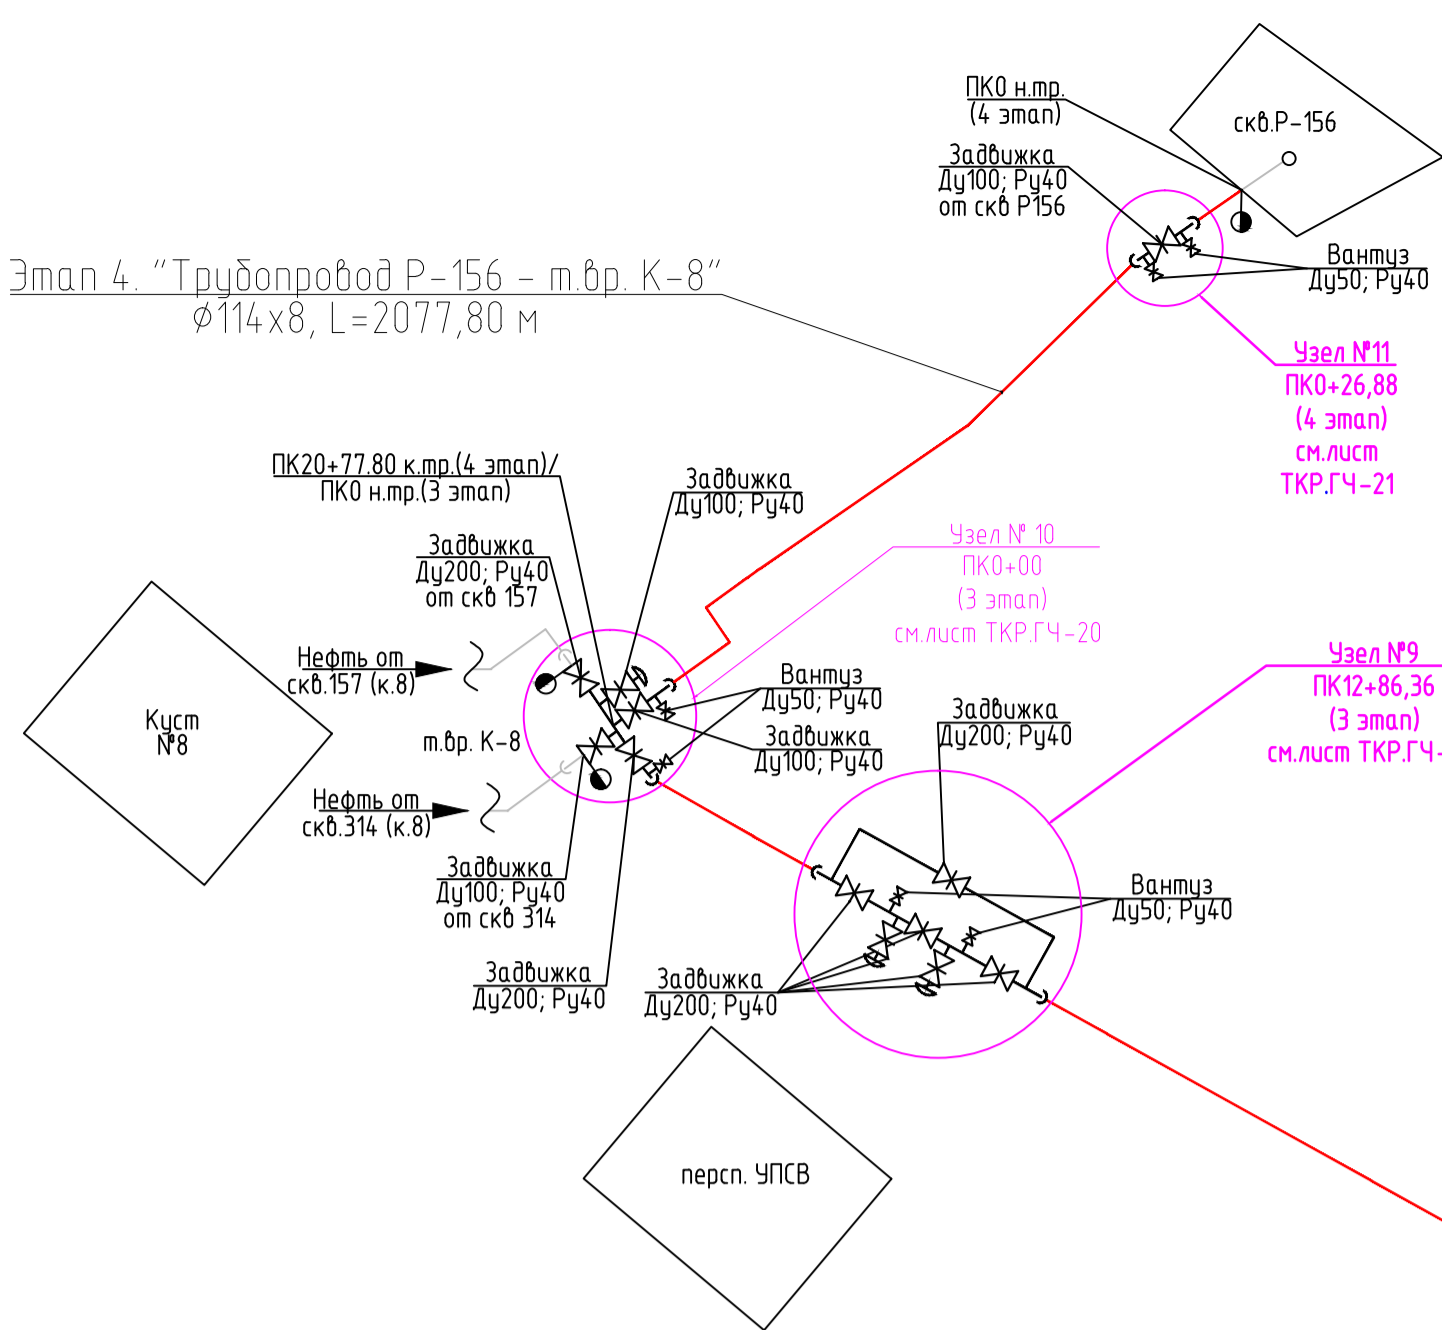 ПК0 н.тр.
(4 этап)
скв.Р-156
Задвижка
Ду100; Ру40
от скв Р156
Вантуз
Ду50; Ру40
Этап 4. "Трубопровод Р-156 - т.вр. К-8"
Ø114х8, L=2077,80 м
Узел №11
ПК0+26,88
(4 этап)
см.лист
ТКР.ГЧ-21
ПК20+77.80 к.тр.(4 этап)/
ПК0 н.тр.(3 этап)
Задвижка
Ду100; Ру40
Задвижка
Ду200; Ру40
от скв 157
Узел № 10
ПК0+00
(3 этап)
см.лист ТКР.ГЧ-20
Нефть от
скв.157 (к.8)
Куст
№8
т.вр. К-8
Вантуз
Ду50; Ру40
Задвижка
Ду100; Ру40
Узел №9
ПК12+86,36
(3 этап)
см.лист ТКР.ГЧ-
Задвижка
Ду200; Ру40
Нефть от
скв.314 (к.8)
Задвижка
Ду100; Ру40
от скв 314
Вантуз
Ду50; Ру40
Задвижка
Ду200; Ру40
Задвижка
Ду200; Ру40
персп. УПСВ